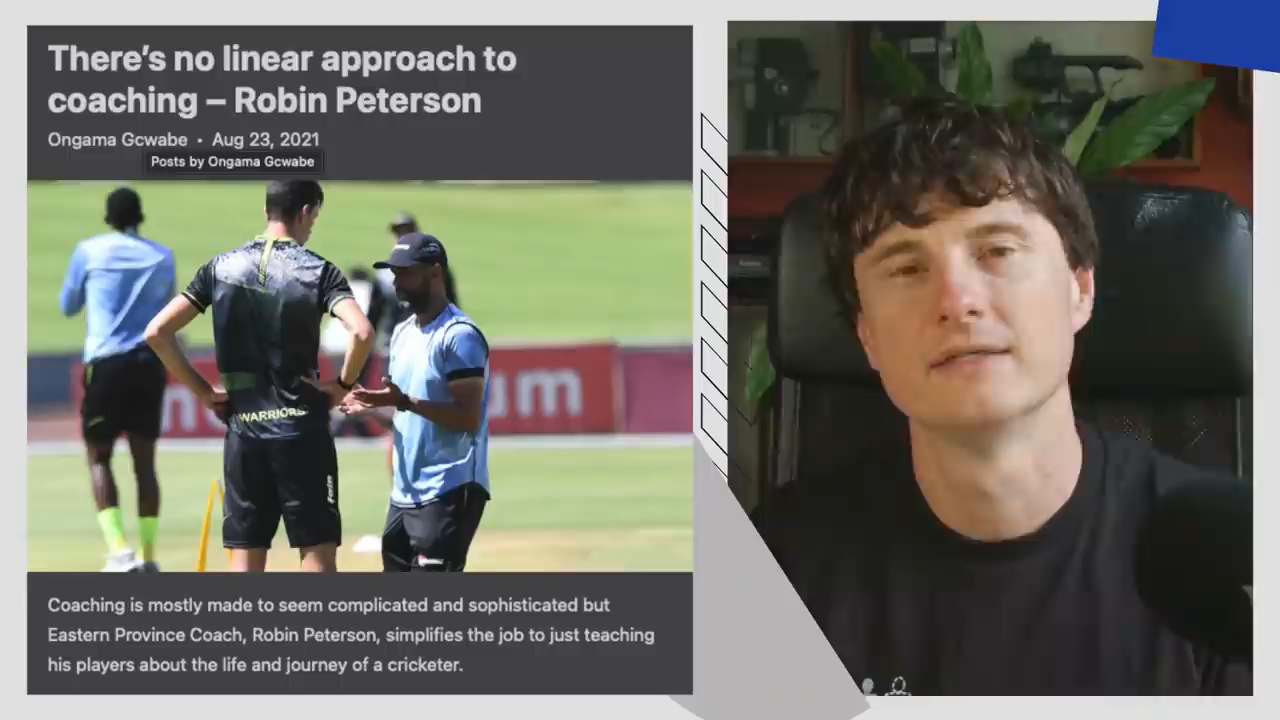 There's no linear approach to
coaching – Robin Peterson
Ongama Gcwabe • Aug 23, 2021
Posts by Ongama Gcwabe
WARRIORS
um
Coaching is mostly made to seem complicated and sophisticated but
Eastern Province Coach, Robin Peterson, simplifies the job to just teaching
his players about the life and journey of a cricketer.